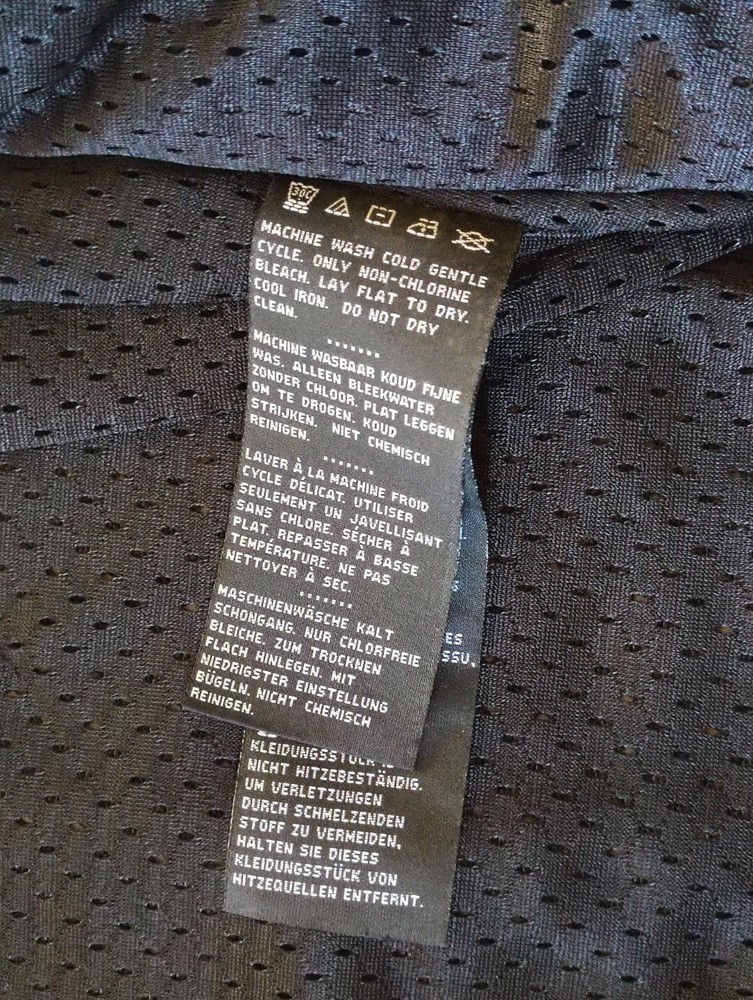 30C
MACHINE WASH COLD GENTLE
CYCLE. ONLY NON-CHLORINE
BLEACH. LAY FLAT TO DRY.
COOL IRON. DO NOT DRY
CLEAN.
.......
MACHINE WASBAAR KOUD FIJNE
WAS. ALLEEN BLEEKWATER
ZONDER CHLOOR. PLAT LEGGEN
OM TE DROGEN. KOUD
STRIJKEN. NIET CHEMISCH
REINIGEN.
.......
LAVER À LA MACHINE FROID
CYCLE DÉLICAT. UTILISER
SEULEMENT UN JAVELLISANT
SANS CHLORE. SÉCHER À
PLAT. REPASSER À BASSE
TEMPÉRATURE. NE PAS
NETTOYER À SEC.
.......
MASCHINENWÄSCHE KALT
SCHONGANG. NUR CHLORFREIE
BLEICHE. ZUM TROCKNEN
FLACH HINLEGEN. MIT
NIEDRIGSTER EINSTELLUNG
BÜGELN. NICHT CHEMISCH
REINIGEN.
ES
SSU.
KLEIDUNGSSTÜCK
NICHT HITZEBESTÄNDIG.
UM VERLETZUNGEN
DURCH SCHMELZENDEN
STOFF ZU VERMEIDEN,
HALTEN SIE DIESES
KLEIDUNGSSTÜCK VON
HITZEQUELLEN ENTFERNT.